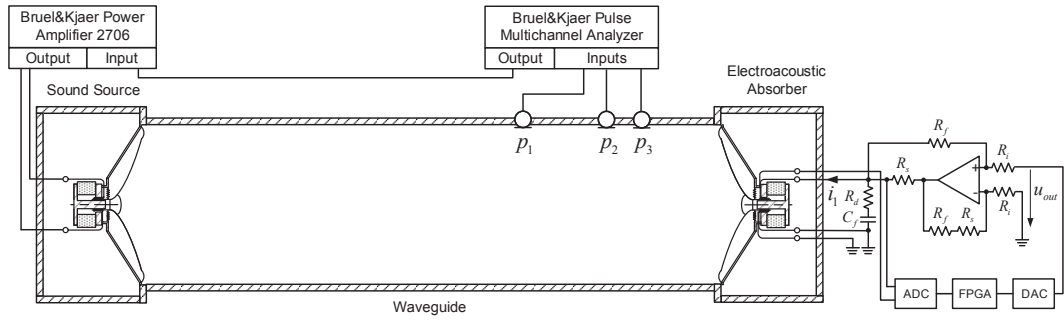 Bruel&Kjaer Power
Amplifier 2706
Output Input
Bruel&Kjaer Pulse
Multichannel Analyzer
Output Inputs
Sound Source
Electroacoustic
Absorber
p1
p2
p3
Waveguide
i1
Rd
Cf
Rs
Rf
Rf
Rs
+
-
Ri
Ri
uout
ADC
FPGA
DAC